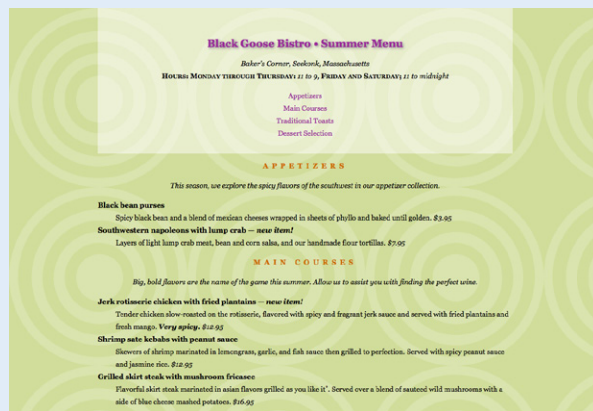 Black Goose Bistro • Summer Menu
Baker's Corner, Seekonk, Massachusetts
Hours: Monday through Thursday: 11 to 9, Friday and Saturday; 11 to midnight
Appetizers
Main Courses
Traditional Toasts
Dessert Selection
APPETIZERS
This season, we explore the spicy flavors of the southwest in our appetizer collection.
Black bean purses
Spicy black bean and a blend of mexican cheeses wrapped in sheets of phyllo and baked until golden. $3.95
Southwestern napoleons with lump crab — new item!
Layers of light lump crab meat, bean and corn salsa, and our handmade flour tortillas. $7.95
MAIN COURSES
Big, bold flavors are the name of the game this summer. Allow us to assist you with finding the perfect wine.
Jerk rotisserie chicken with fried plantains — new item!
Tender chicken slow-roasted on the rotisserie, flavored with spicy and fragrant jerk sauce and served with fried plantains and
fresh mango. Very spicy. $12.95
Shrimp sate kebabs with peanut sauce
Skewers of shrimp marinated in lemongrass, garlic, and fish sauce then grilled to perfection. Served with spicy peanut sauce
and jasmine rice. $12.95
Grilled skirt steak with mushroom fricasee
Flavorful skirt steak marinated in asian flavors grilled as you like it*. Served over a blend of sauteed wild mushrooms with a
side of blue cheese mashed potatoes. $16.95